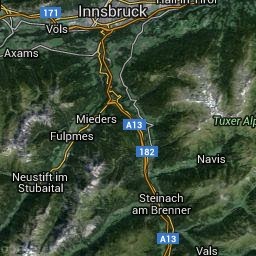 Hall in Tirol
171
Innsbruck
Völs
Axams
Tuxer Alp
Mieders
A13
Fulpmes
182
Navis
Neustift im
Stubaital
Steinach
am Brenner
A13
Vals